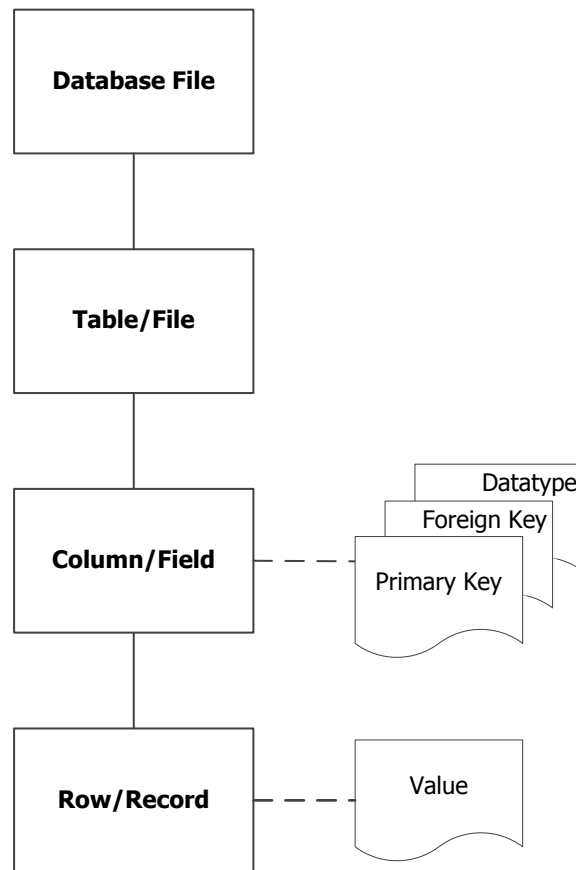 Database File
Table/File
Datatype
Foreign Key
Column/Field
Primary Key
Row/Record
Value